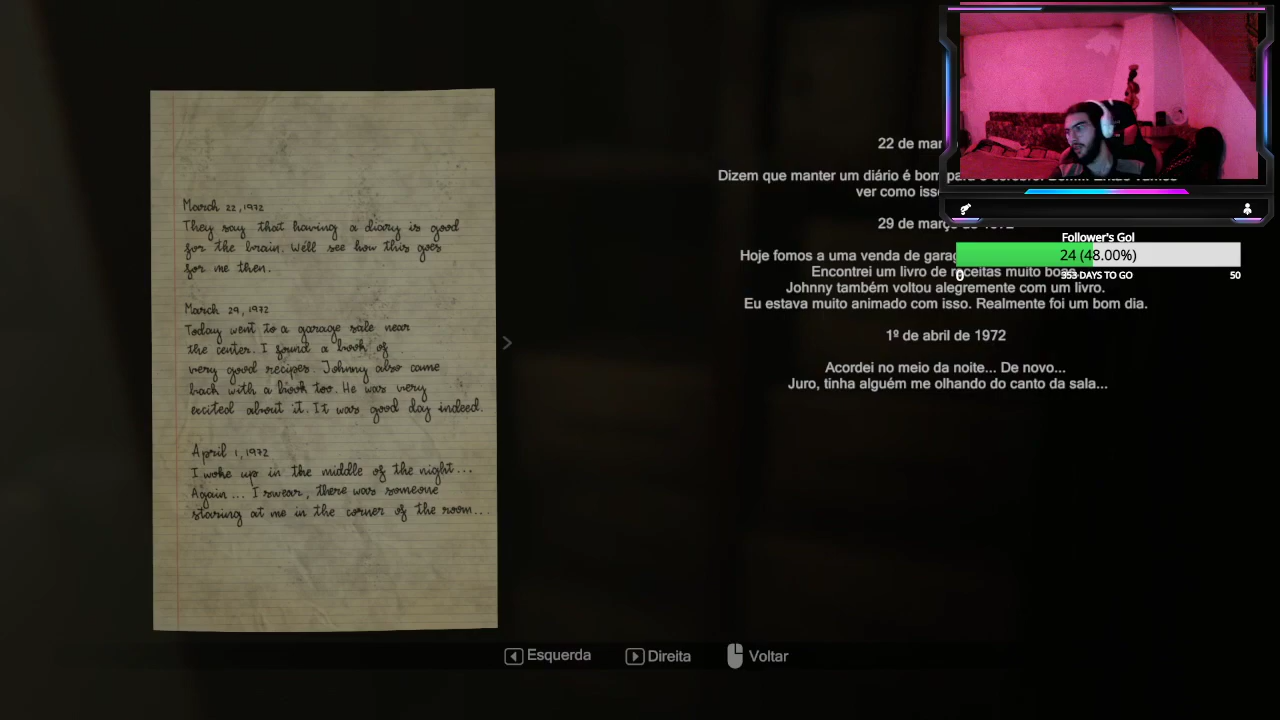 March 22, 1972
They say that having a diary is good
for the brain. We'll see how this goes
for me then.
March 29, 1972
Today went to a garage sale near
the center. I found a book of
very good recipes. Johnny also came
back with a book too. He was very
excited about it. It was good day indeed.
April 1, 1972
I woke up in the middle of the night...
Again... I swear, there was someone
staring at me in the corner of the room...
22 de mar
Dizem que manter um diário é bom
ver como
29 de março
Hoje fomos a uma venda de
Encontrei um livro de receitas muito boas
Johnny também voltou alegremente com um livro.
Eu estava muito animado com isso. Realmente foi um bom dia.
1º de abril de 1972
Acordei no meio da noite... De novo...
Juro, tinha alguém me olhando do canto da sala...
Follower's Gol
24 (48.00%)
0 353 DAYS TO GO 50
Esquerda Direita Voltar